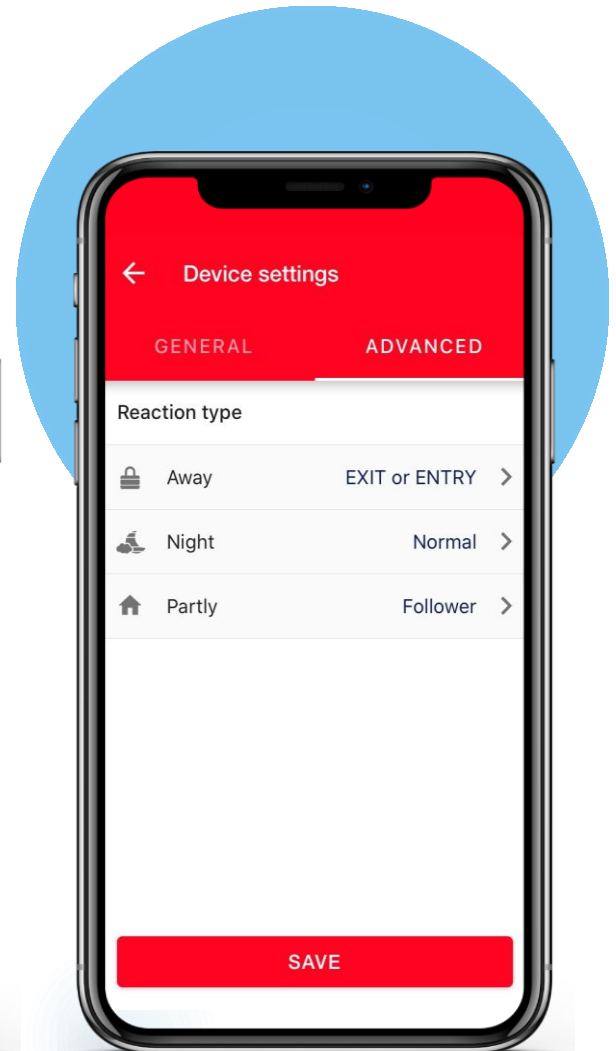 Device settings
GENERAL ADVANCED
Reaction type
Away EXIT or ENTRY
Night Normal
Partly Follower
SAVE